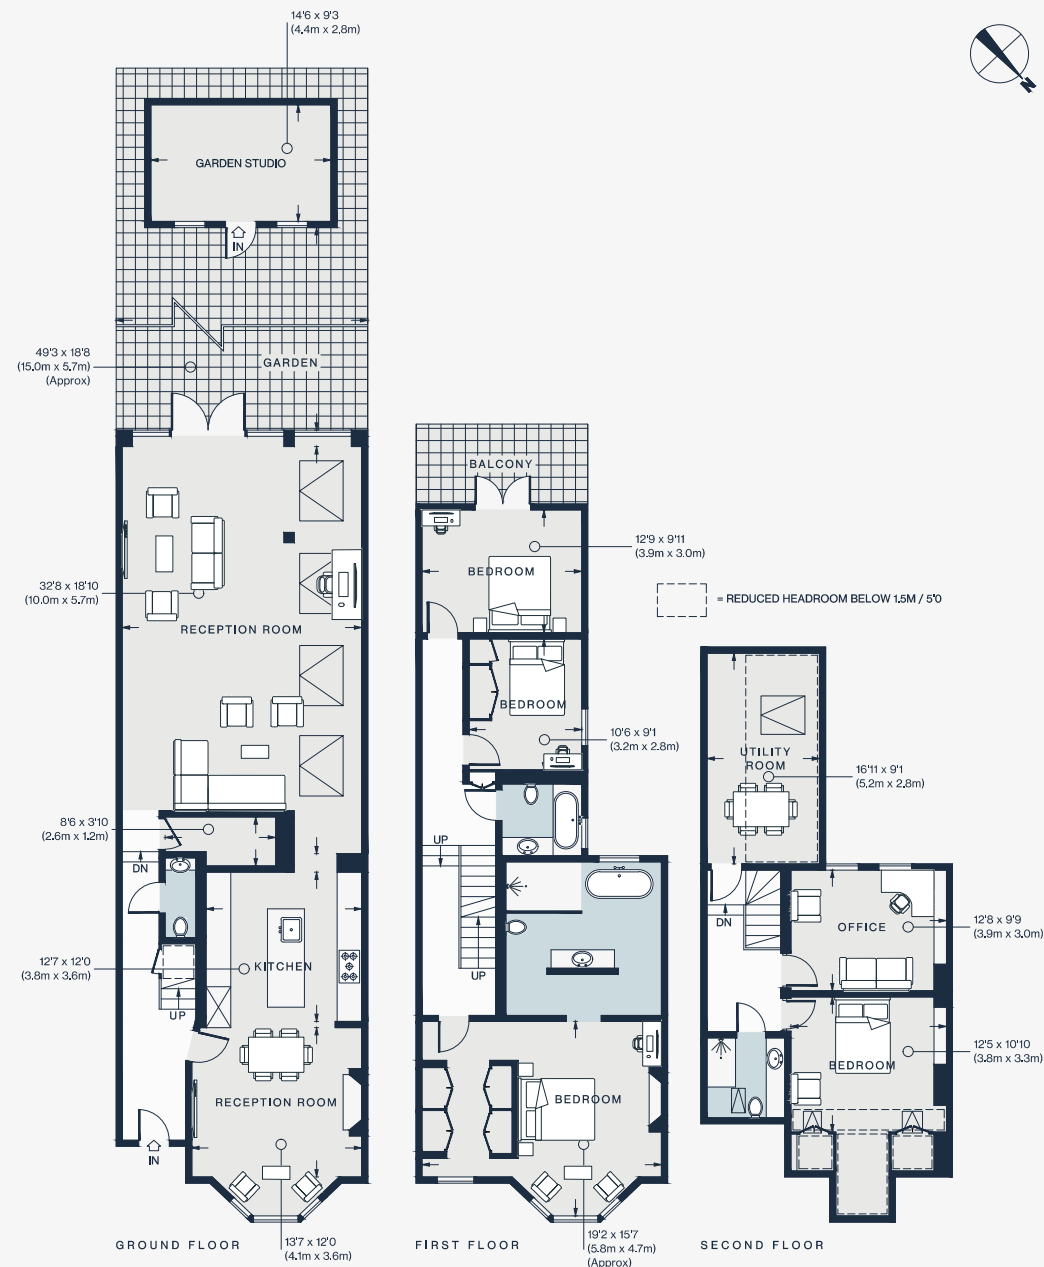 14'6 x 9'3
(4.4m x 2.8m)
N
GARDEN STUDIO
IN
49'3 x 18'8
(15.0m x 5.7m)
(Approx)
GARDEN
BALCONY
12'9 x 9'11
(3.9m x 3.0m)
BEDROOM
32'8 x 18'10
(10.0m x 5.7m)
RECEPTION ROOM
= REDUCED HEADROOM BELOW 1.5M / 5'0
BEDROOM
10'6 x 9'1
(3.2m x 2.8m)
UTILITY
ROOM
16'11 x 9'1
(5.2m x 2.8m)
8'6 x 3'10
(2.6m x 1.2m)
DN
UP
UP
DN
OFFICE
12'8 x 9'9
(3.9m x 3.0m)
12'7 x 12'0
(3.8m x 3.6m)
KITCHEN
UP
12'5 x 10'10
(3.8m x 3.3m)
BEDROOM
RECEPTION ROOM
BEDROOM
IN
13'7 x 12'0
(4.1m x 3.6m)
19'2 x 15'7
(5.8m x 4.7m)
(Approx)
GROUND FLOOR
FIRST FLOOR
SECOND FLOOR